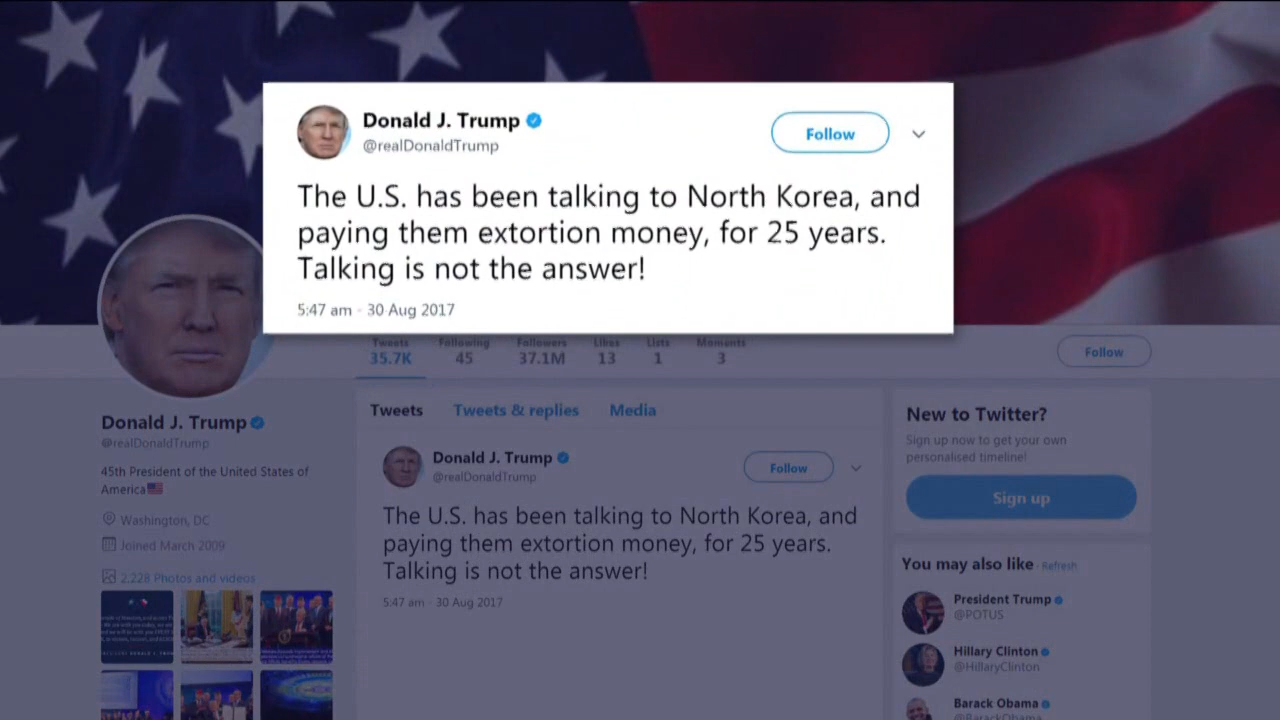 Donald J. Trump
@realDonaldTrump
Follow
The U.S. has been talking to North Korea, and
paying them extortion money, for 25 years.
Talking is not the answer!
5:47 am - 30 Aug 2017
Tweets
35.7K
Following
45
Followers
37.1M
Likes
13
Lists
1
Moments
3
Follow
Donald J. Trump
@realDonaldTrump
45th President of the United States of
America
Washington, DC
Joined March 2009
2,228 Photos and videos
Tweets
Tweets & replies
Media
Donald J. Trump
@realDonaldTrump
Follow
The U.S. has been talking to North Korea, and
paying them extortion money, for 25 years.
Talking is not the answer!
5:47 am - 30 Aug 2017
New to Twitter?
Sign up now to get your own
personalised timeline!
Sign up
You may also like · Refresh
President Trump
@POTUS
Hillary Clinton
@HillaryClinton
Barack Obama
@BarackObama